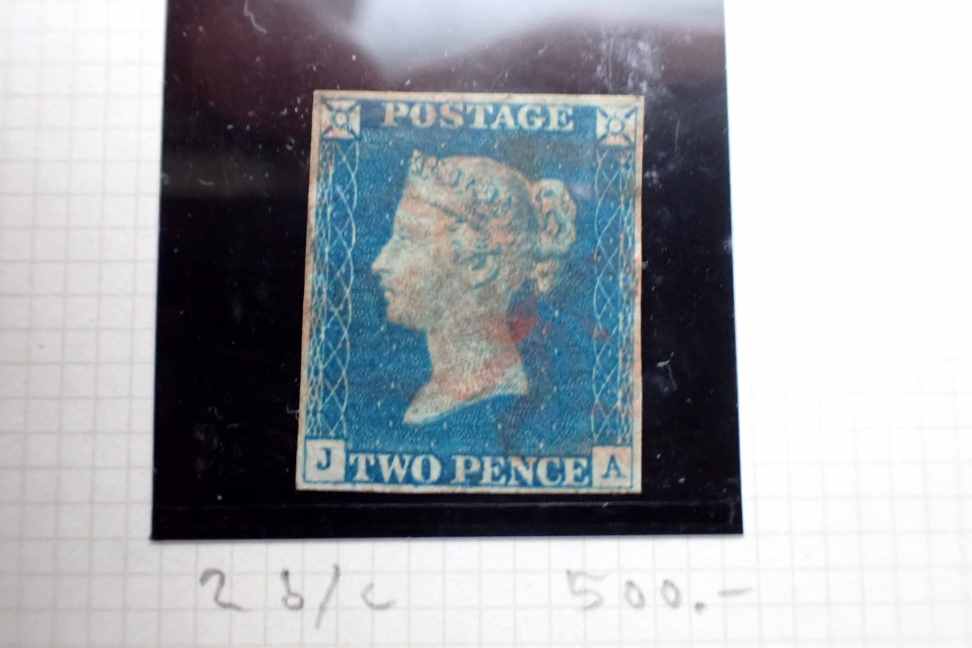 POSTAGE
J TWO PENCE A
2 b/c 500.-